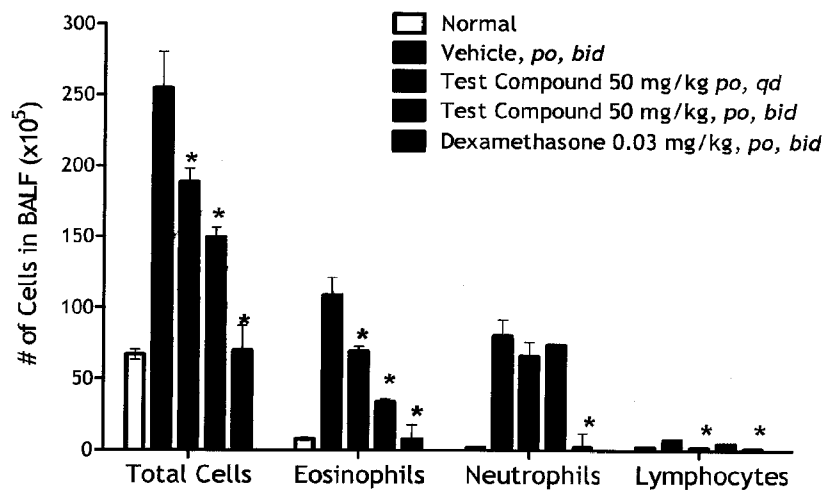 Normal
Vehicle, po, bid
Test Compound 50 mg/kg po, qd
Test Compound 50 mg/kg, po, bid
Dexamethasone 0.03 mg/kg, po, bid
# of Cells in BALF (x10⁵)
300
250
200
150
100
50
0
* * *
* * *
*
* *
Total Cells Eosinophils Neutrophils Lymphocytes